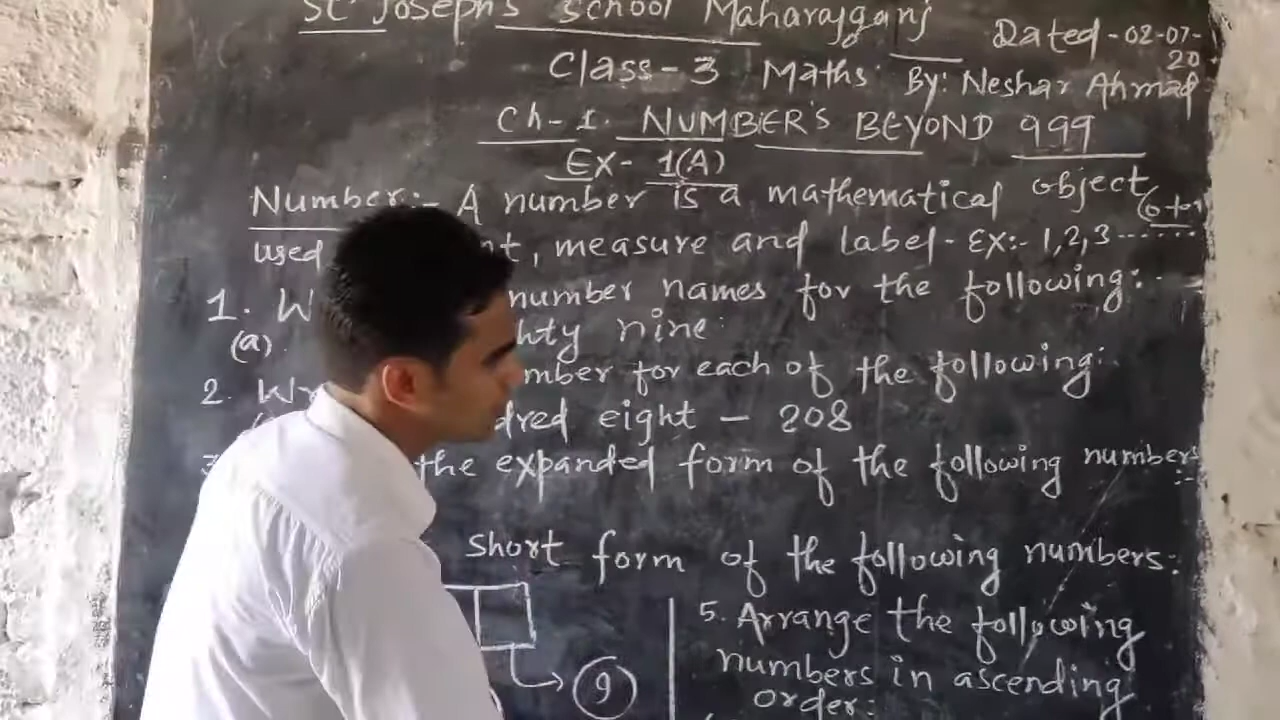 St Joseph's School Maharajganj
Dated - 02-07-20
Class - 3 Maths By: Neshar Ahmad
Ch-1. NUMBER'S BEYOND 999
EX- 1(A)
Number:- A number is a mathematical object
used t, measure and label - EX:- 1,2,3 ......
1. W number names for the following:
(a). hty nine
2. Wr mber for each of the following:
dred eight - 208
the expanded form of the following numbers:
Short form of the following numbers:
9
5. Arrange the following
numbers in ascending
order: